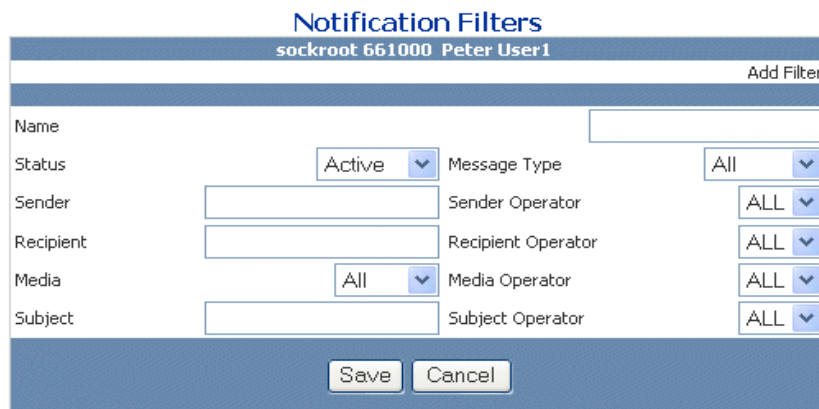 Notification Filters
sockroot 661000 Peter User1
Add Filter
Name
Status Active Message Type All
Sender Sender Operator ALL
Recipient Recipient Operator ALL
Media All Media Operator ALL
Subject Subject Operator ALL
Save Cancel